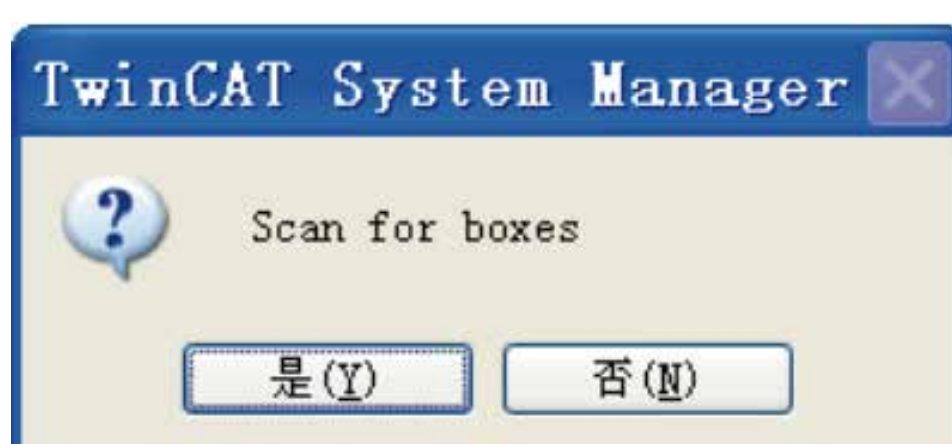 TwinCAT System Manager
Scan for boxes
是(Y) 否(N)